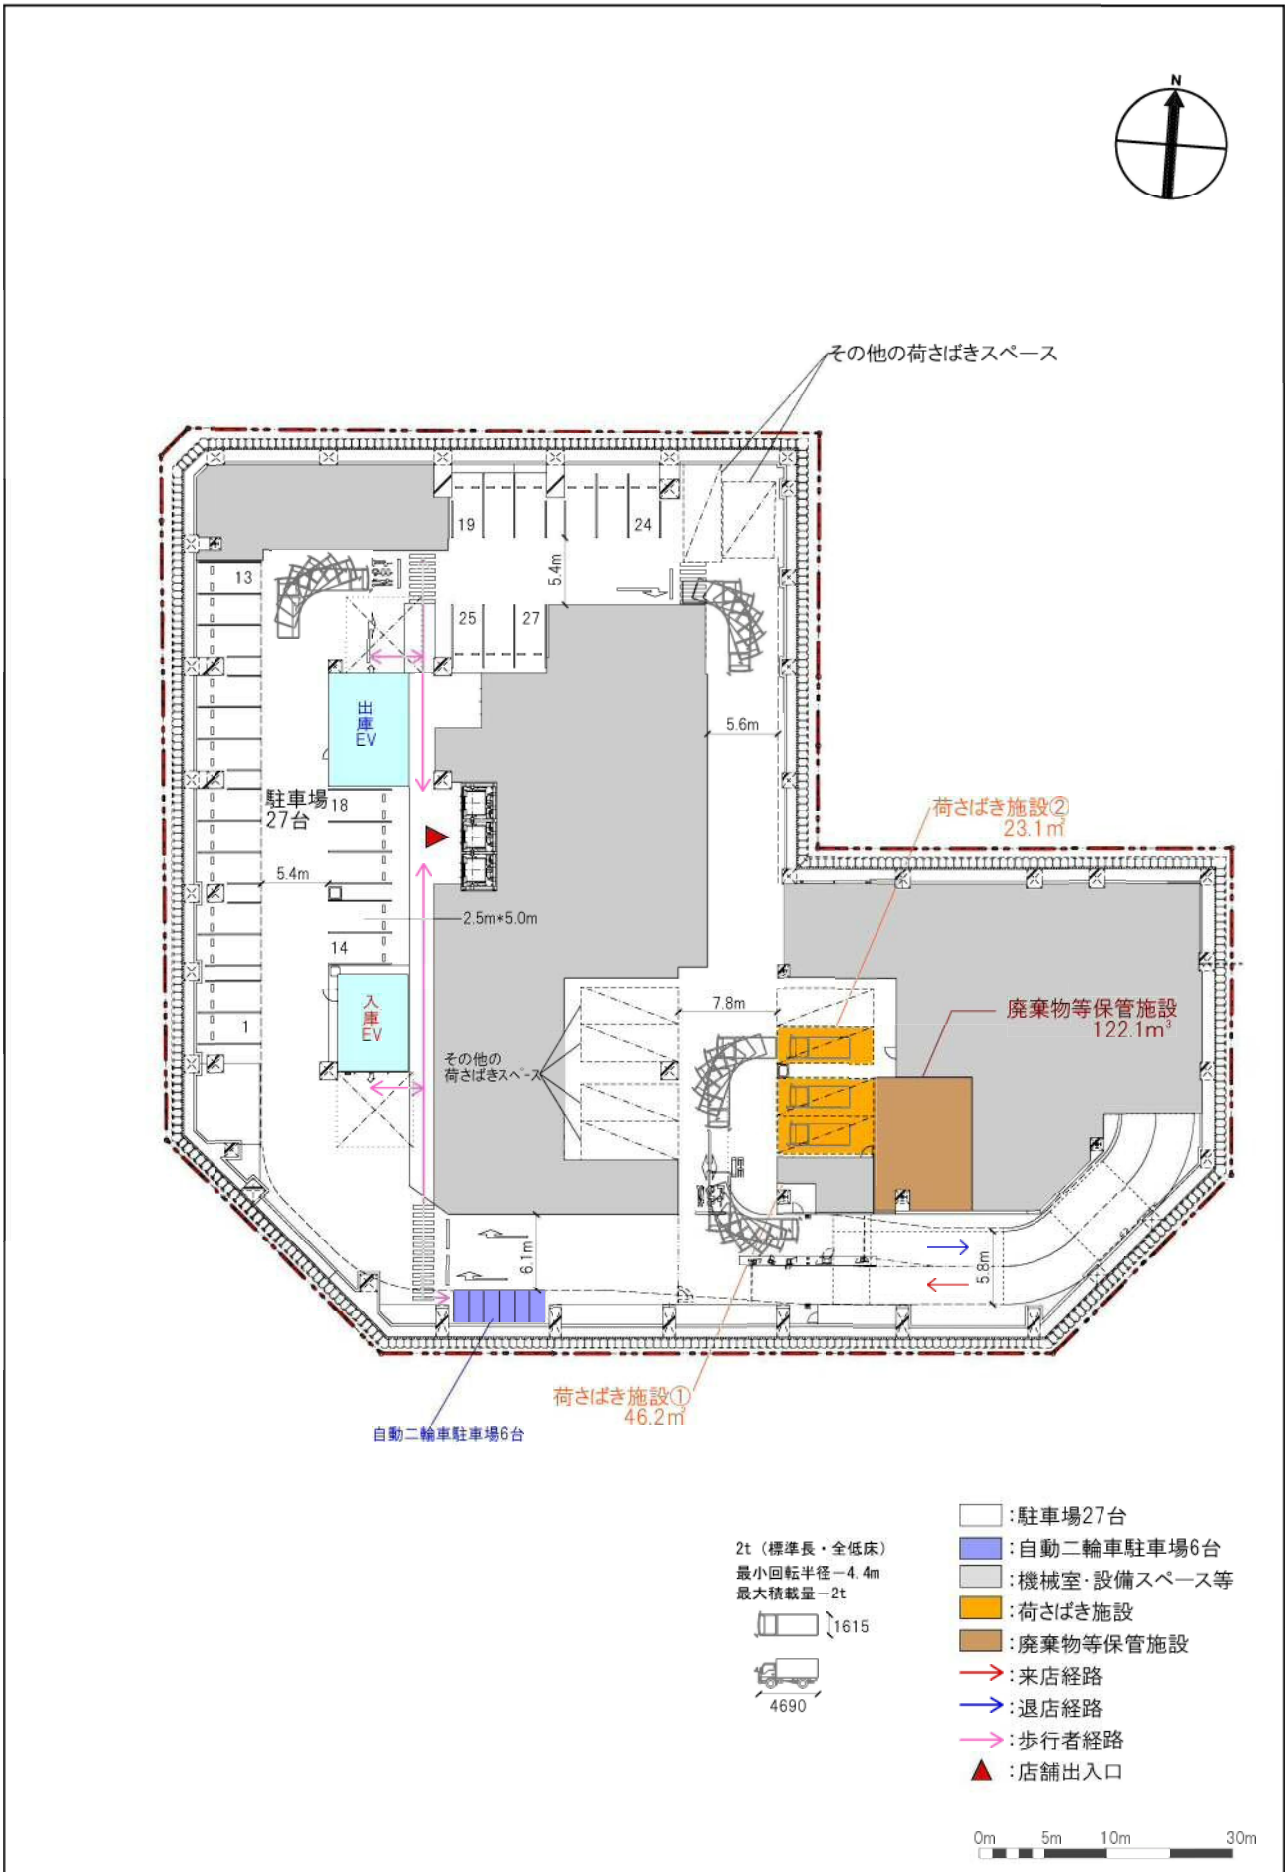 N
その他の荷さばきスペース
19
24
13
5.4m
25
27
出庫EV
5.6m
駐車場
27台
18
荷さばき施設②
23.1㎡
5.4m
2.5m*5.0m
14
入庫EV
7.8m
廃棄物等保管施設
122.1m³
1
その他の
荷さばきスペース
6.1m
5.8m
荷さばき施設①
46.2㎡
自動二輪車駐車場6台
2t（標準長・全低床）
最小回転半径－4.4m
最大積載量－2t
1615
4690
:駐車場27台
:自動二輪車駐車場6台
:機械室・設備スペース等
:荷さばき施設
:廃棄物等保管施設
:来店経路
:退店経路
:歩行者経路
:店舗出入口
0m 5m 10m 30m